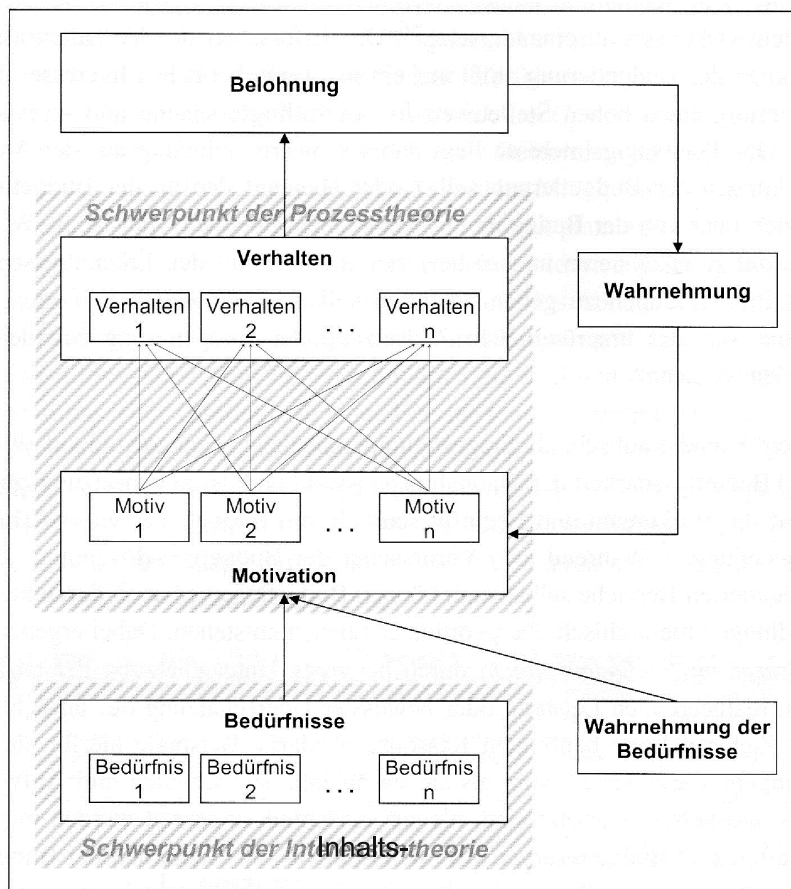 Belohnung
Schwerpunkt der Prozesstheorie
Verhalten
Verhalten 1
Verhalten 2
...
Verhalten n
Wahrnehmung
Motiv 1
Motiv 2
...
Motiv n
Motivation
Bedürfnisse
Bedürfnis 1
Bedürfnis 2
...
Bedürfnis n
Wahrnehmung der
Bedürfnisse
Schwerpunkt der Inhalts-theorie